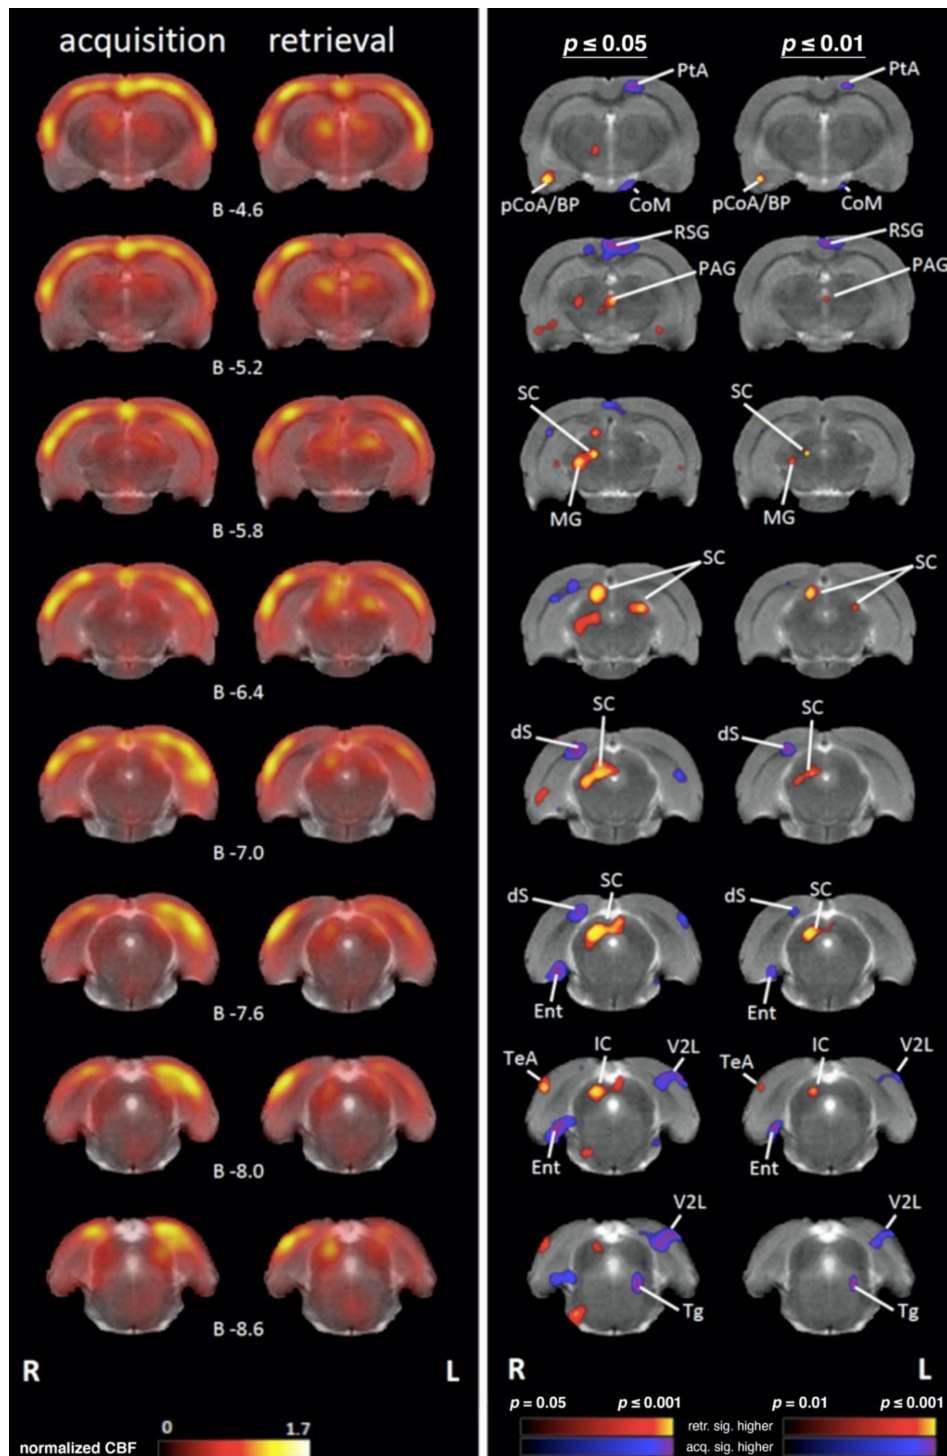 acquisition retrieval
p ≤ 0.05 p ≤ 0.01
PtA PtA
pCoA/BP CoM pCoA/BP CoM
B -4.6
RSG RSG
PAG PAG
B -5.2
SC SC
MG MG
B -5.8
SC SC
B -6.4
dS SC dS SC
B -7.0
dS SC dS SC
Ent Ent
B -7.6
TeA IC V2L TeA IC V2L
Ent Ent
B -8.0
V2L V2L
Tg Tg
B -8.6
R L R L
p = 0.05 p ≤ 0.001 p = 0.01 p ≤ 0.001
0 1.7
retr. sig. higher
acq. sig. higher
normalized CBF